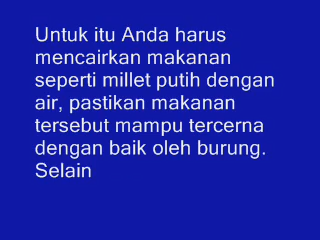 Untuk itu Anda harus
mencairkan makanan
seperti millet putih dengan
air, pastikan makanan
tersebut mampu tercerna
dengan baik oleh burung.
Selain